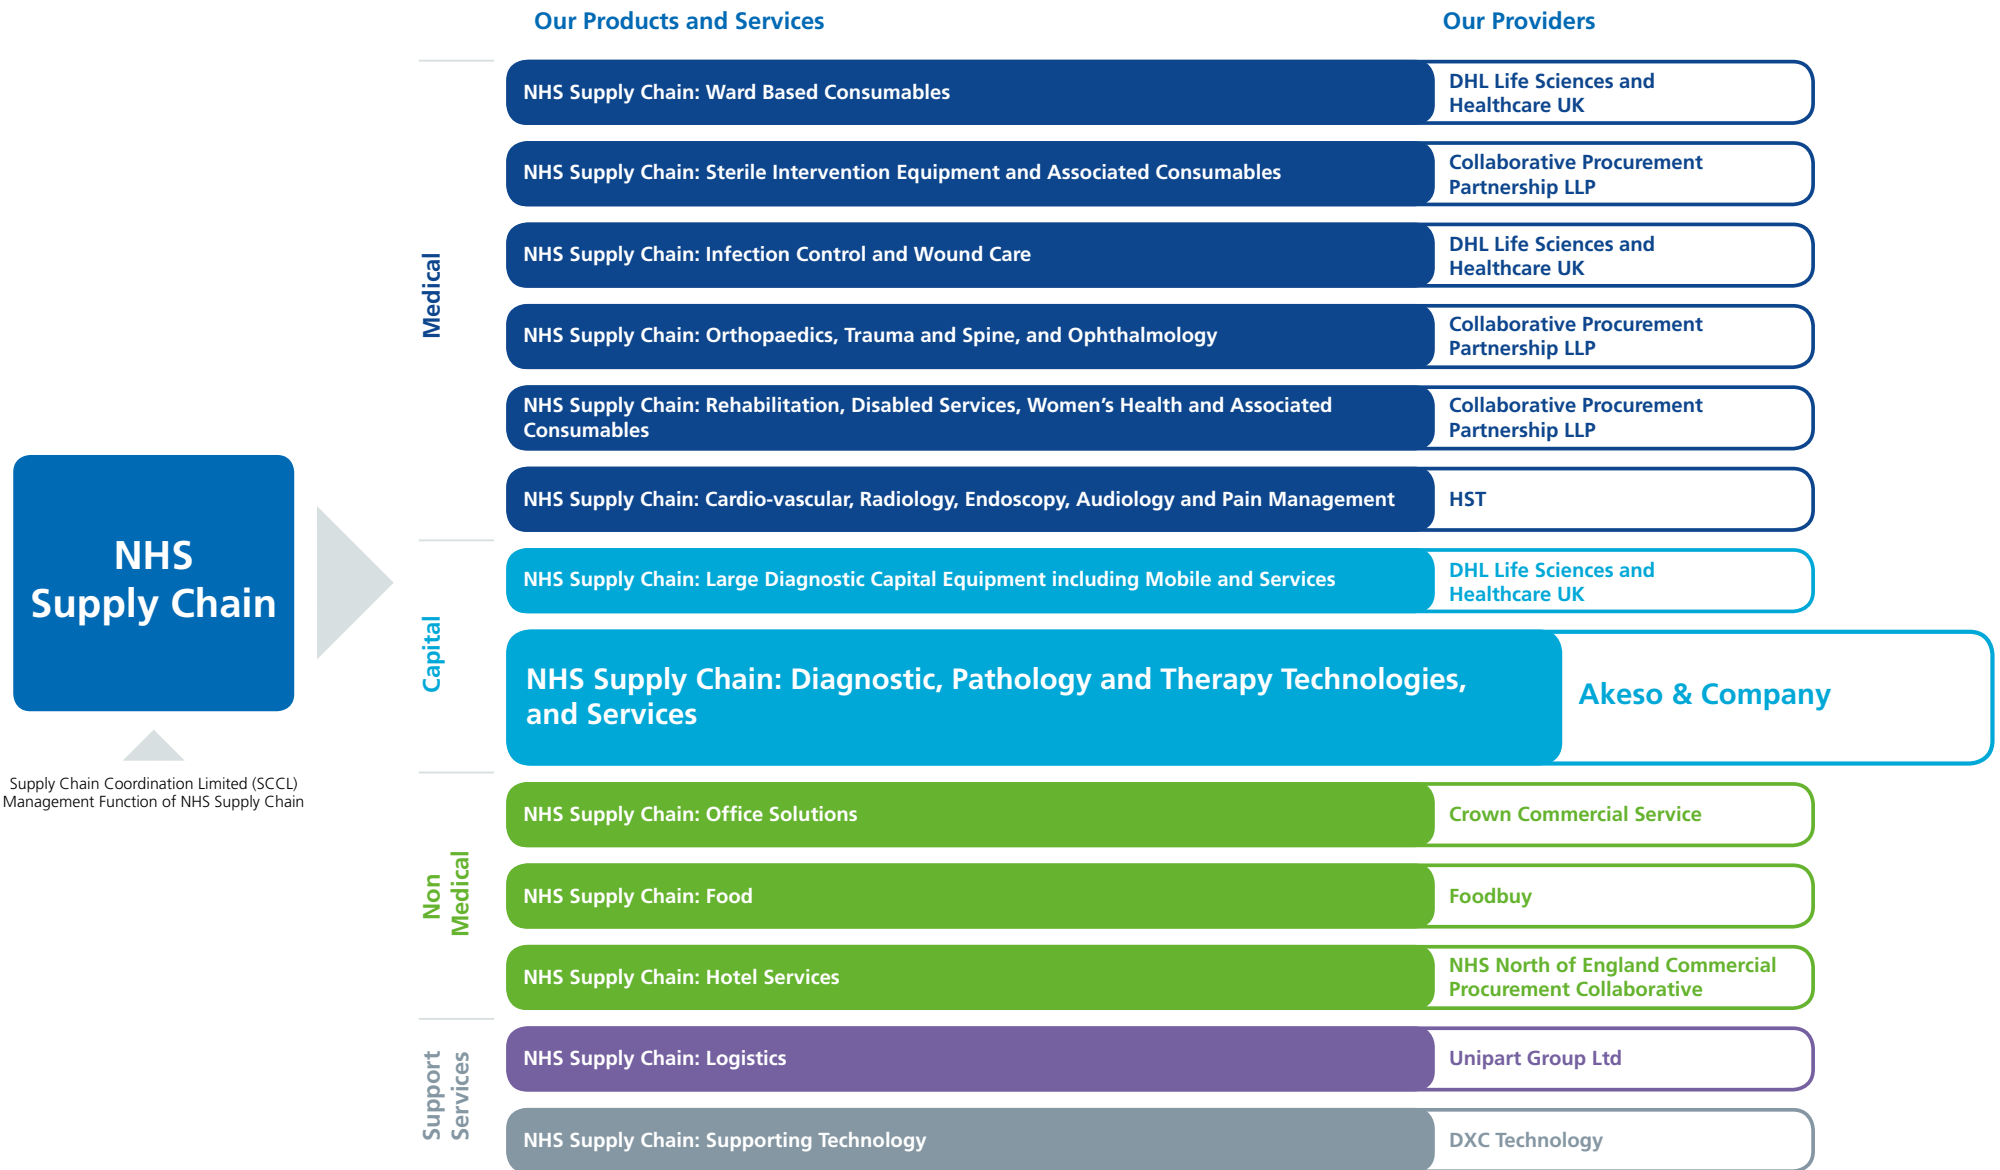 Our Products and Services
Our Providers
Medical
NHS Supply Chain: Ward Based Consumables
DHL Life Sciences and
Healthcare UK
NHS Supply Chain: Sterile Intervention Equipment and Associated Consumables
Collaborative Procurement
Partnership LLP
NHS Supply Chain: Infection Control and Wound Care
DHL Life Sciences and
Healthcare UK
NHS Supply Chain: Orthopaedics, Trauma and Spine, and Ophthalmology
Collaborative Procurement
Partnership LLP
NHS Supply Chain: Rehabilitation, Disabled Services, Women’s Health and Associated
Consumables
Collaborative Procurement
Partnership LLP
NHS Supply Chain: Cardio-vascular, Radiology, Endoscopy, Audiology and Pain Management
HST
NHS
Supply Chain
Supply Chain Coordination Limited (SCCL)
Management Function of NHS Supply Chain
Capital
NHS Supply Chain: Large Diagnostic Capital Equipment including Mobile and Services
DHL Life Sciences and
Healthcare UK
NHS Supply Chain: Diagnostic, Pathology and Therapy Technologies,
and Services
Akeso & Company
Non
Medical
NHS Supply Chain: Office Solutions
Crown Commercial Service
NHS Supply Chain: Food
Foodbuy
NHS Supply Chain: Hotel Services
NHS North of England Commercial
Procurement Collaborative
Support
Services
NHS Supply Chain: Logistics
Unipart Group Ltd
NHS Supply Chain: Supporting Technology
DXC Technology